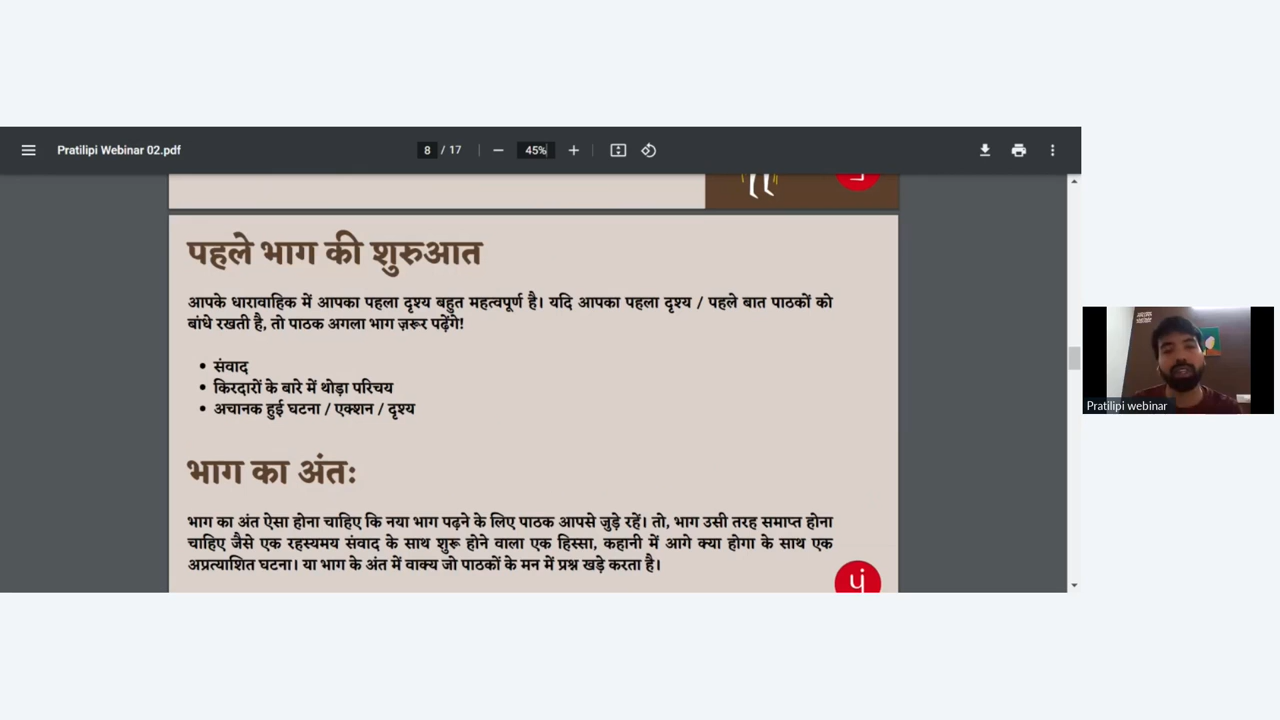 Pratilipi Webinar 02.pdf
8 / 17
45%
पहले भाग की शुरुआत
आपके धारावाहिक में आपका पहला दृश्य बहुत महत्वपूर्ण है। यदि आपका पहला दृश्य / पहले बात पाठकों को
बांधे रखती है, तो पाठक अगला भाग ज़रूर पढ़ेंगे!
• संवाद
• किरदारों के बारे में थोड़ा परिचय
• अचानक हुई घटना / एक्शन / दृश्य
भाग का अंत:
भाग का अंत ऐसा होना चाहिए कि नया भाग पढ़ने के लिए पाठक आपसे जुड़े रहें। तो, भाग उसी तरह समाप्त होना
चाहिए जैसे एक रहस्यमय संवाद के साथ शुरू होने वाला एक हिस्सा, कहानी में आगे क्या होगा के साथ एक
अप्रत्याशित घटना। या भाग के अंत में वाक्य जो पाठकों के मन में प्रश्न खड़े करता है।
Pratilipi webinar